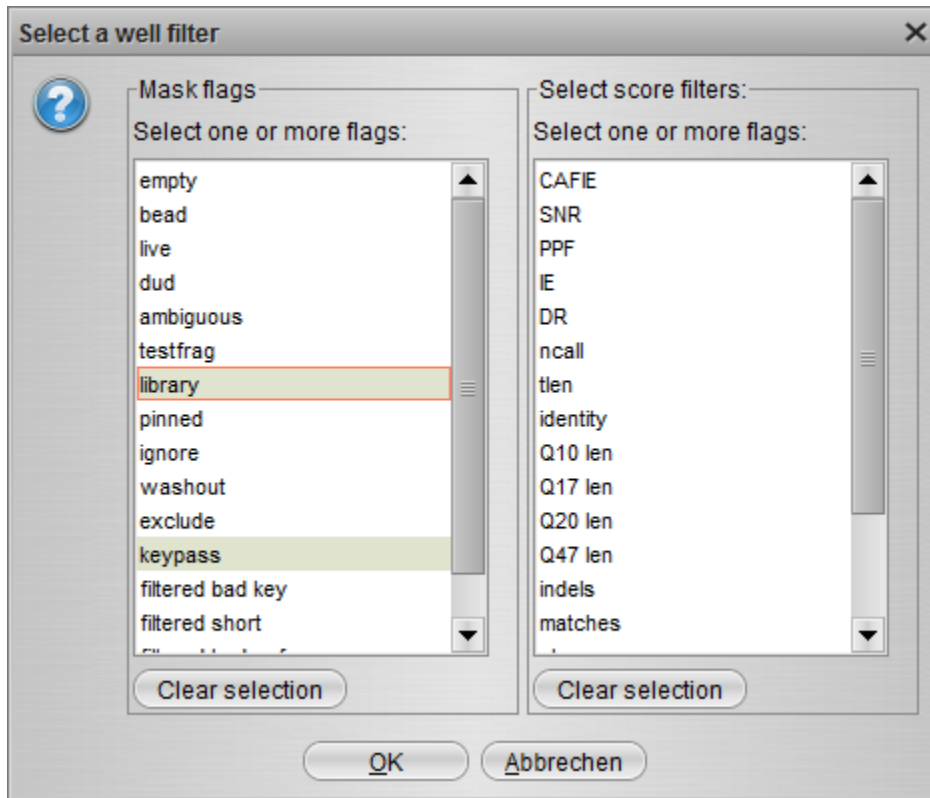 Select a well filter
Mask flags
Select one or more flags:
empty
bead
live
dud
ambiguous
testfrag
library
pinned
ignore
washout
exclude
keypass
filtered bad key
filtered short
Clear selection
Select score filters:
Select one or more flags:
CAFIE
SNR
PPF
IE
DR
ncall
tlen
identity
Q10 len
Q17 len
Q20 len
Q47 len
indels
matches
Clear selection
OK
Abbrechen